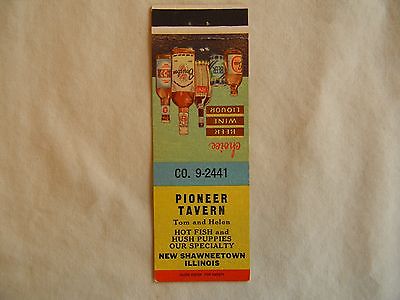 choice
BEER
WINE
LIQUOR
CO. 9-2441
PIONEER
TAVERN
Tom and Helen
HOT FISH and
HUSH PUPPIES
OUR SPECIALTY
NEW SHAWNEETOWN
ILLINOIS